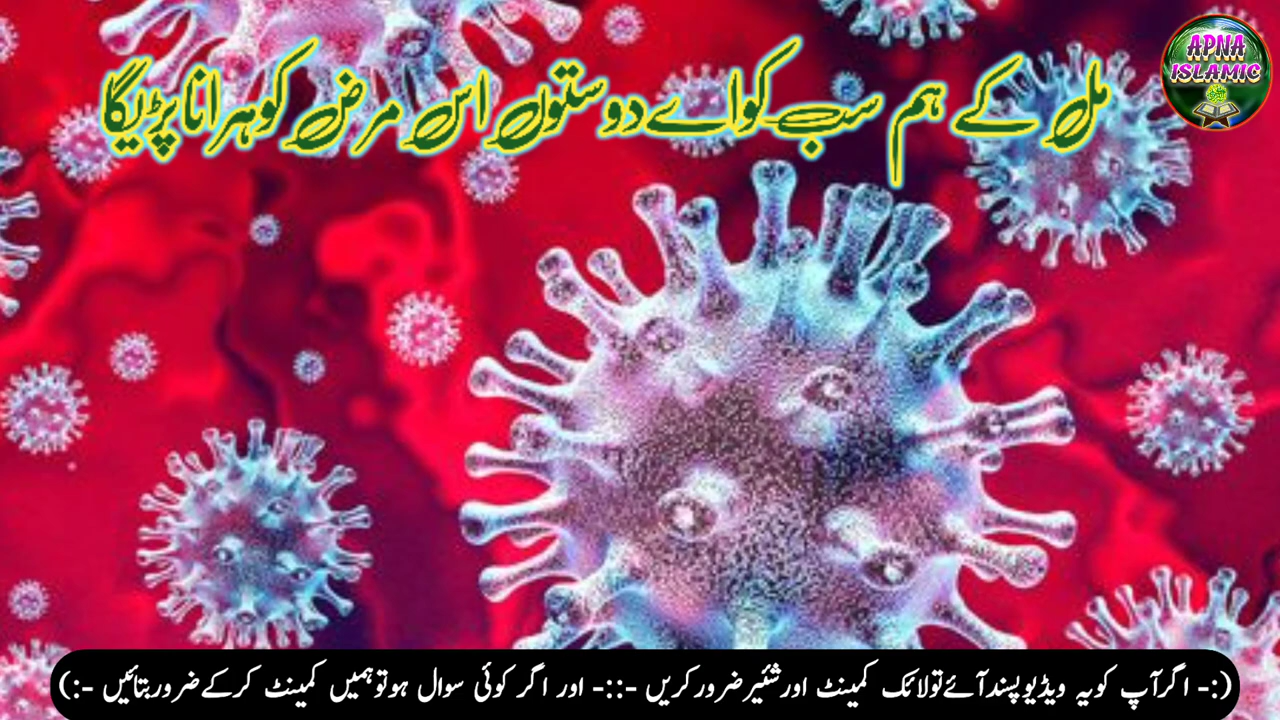 APNA
ISLAMIC
مل کے ہم سب کو اے دوستوں اس مرض کو ہرانا پڑیگا
(:- اگر آپ کو یہ ویڈیو پسند آئے تو لائک کمینٹ اور شئیر ضرور کریں -::- اور اگر کوئی سوال ہو تو ہمیں کمینٹ کر کے ضرور بتائیں -:)